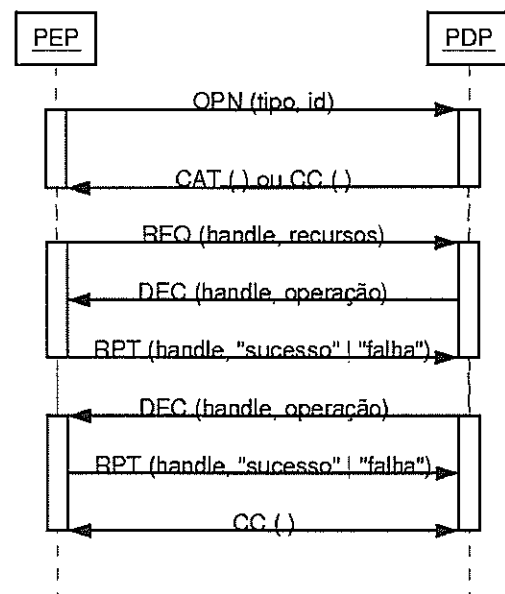 PEP
PDP
OPN (tipo, id)
CAT ( ) ou CC ( )
REQ (handle, recursos)
DEC (handle, operação)
RPT (handle, "sucesso" | "falha")
DEC (handle, operação)
RPT (handle, "sucesso" | "falha")
CC ( )